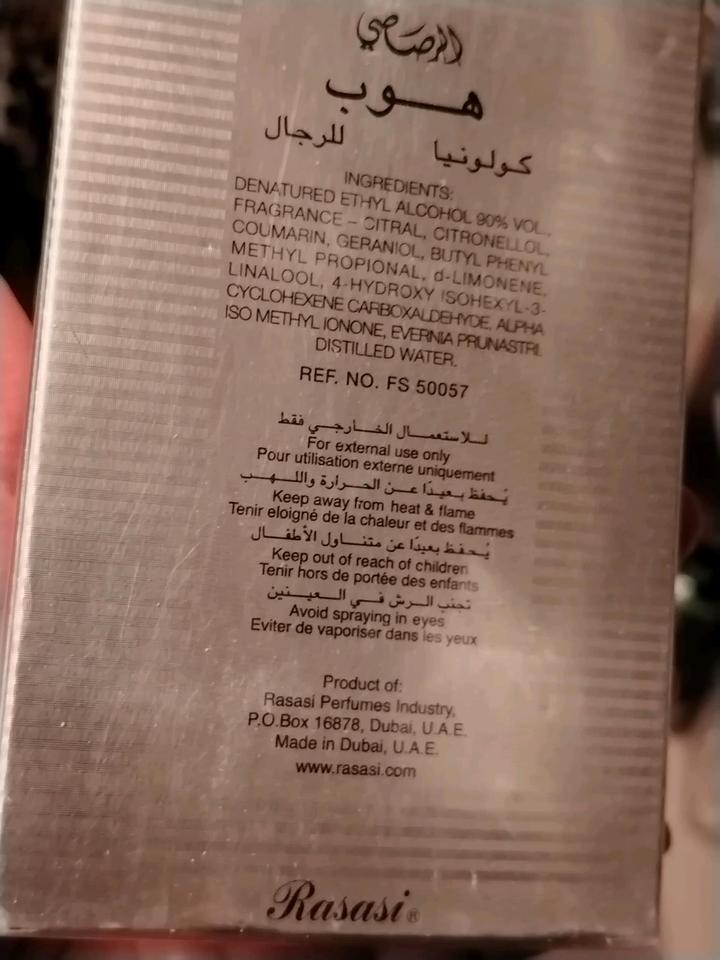 الرصاصي
هوب
كولونيا للرجال
INGREDIENTS:
DENATURED ETHYL ALCOHOL 90% VOL.,
FRAGRANCE – CITRAL, CITRONELLOL,
COUMARIN, GERANIOL, BUTYL PHENYL
METHYL PROPIONAL, d-LIMONENE,
LINALOOL, 4-HYDROXY ISOHEXYL-3-
CYCLOHEXENE CARBOXALDEHYDE, ALPHA
ISO METHYL IONONE, EVERNIA PRUNASTRI.
DISTILLED WATER.
REF. NO. FS 50057
للاستعمال الخارجي فقط
For external use only
Pour utilisation externe uniquement
يُحفظ بعيدًا عن الحرارة واللهب
Keep away from heat & flame
Tenir eloigné de la chaleur et des flammes
يُحفظ بعيدًا عن متناول الأطفال
Keep out of reach of children
Tenir hors de portée des enfants
تجنب الرش في العينين
Avoid spraying in eyes
Eviter de vaporiser dans les yeux
Product of:
Rasasi Perfumes Industry,
P.O.Box 16878, Dubai, U.A.E.
Made in Dubai, U.A.E.
www.rasasi.com
Rasasi®